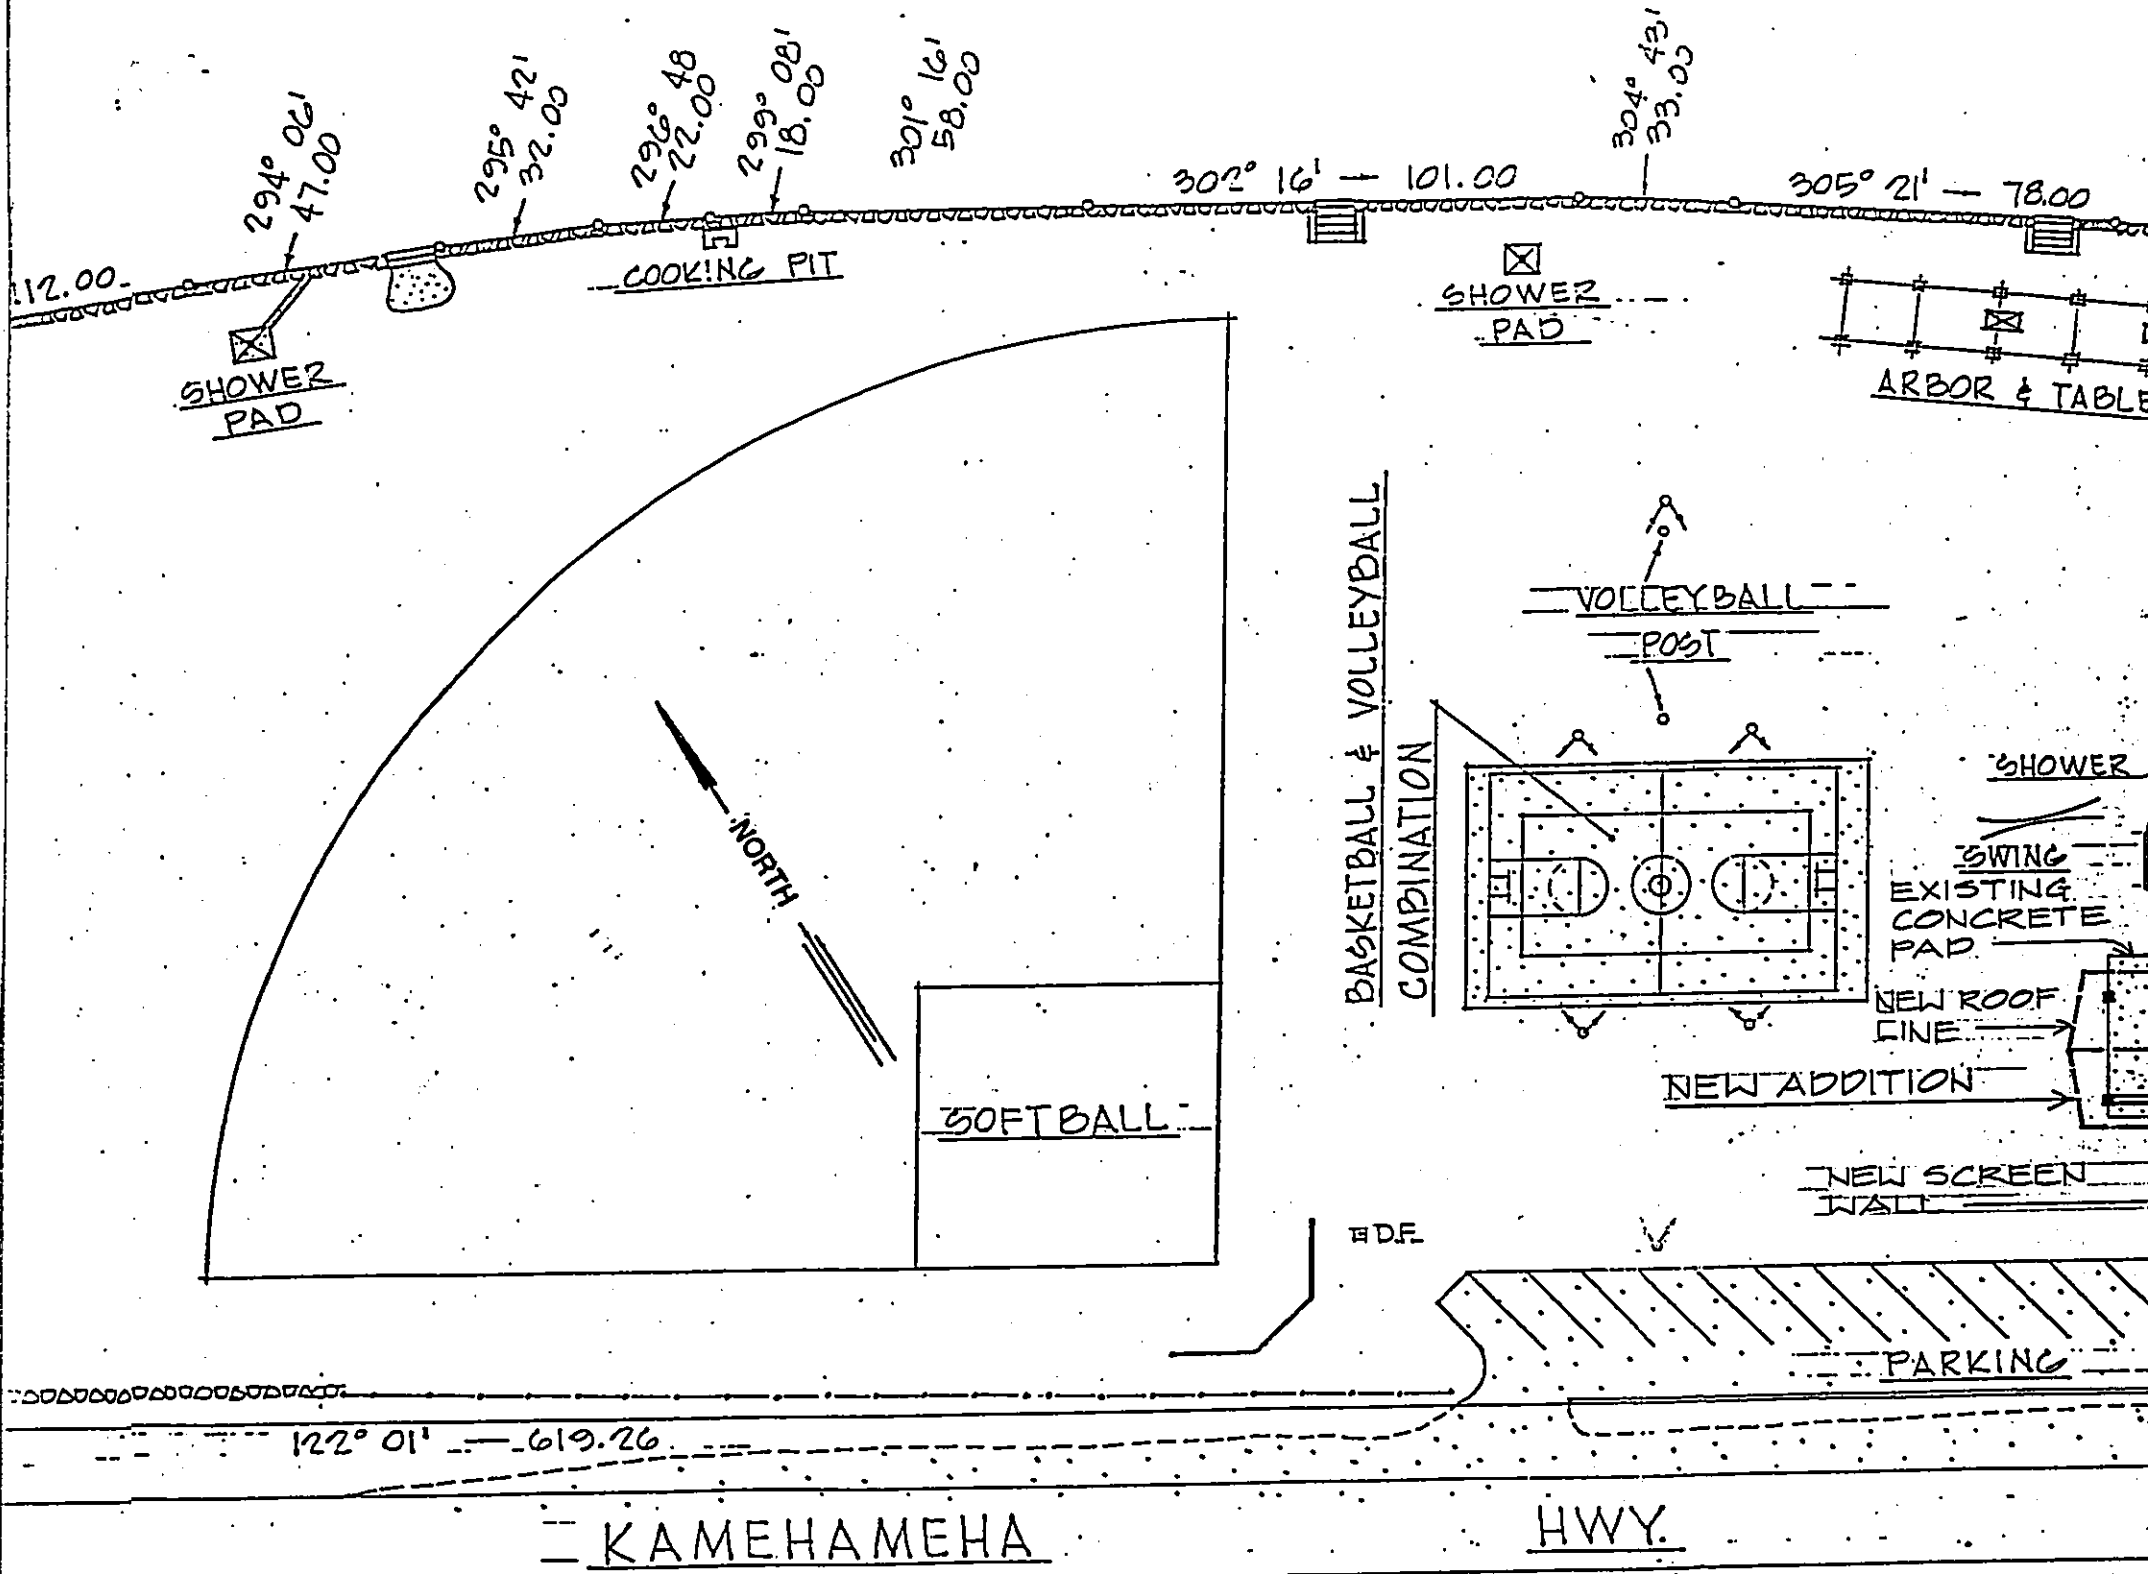 294° 06'
47.00
295° 42'
32.00
296° 48
22.00
299° 08'
18.00
301° 16'
58.00
302° 16' — 101.00
304° 43'
33.00
305° 21' — 78.00
112.00
COOKING PIT
SHOWER
PAD
SHOWER
PAD
ARBOR & TABLE
BASKETBALL & VOLLEYBALL
COMBINATION
VOLLEYBALL
POST
NORTH
SHOWER
SWING
EXISTING
CONCRETE
PAD
NEW ROOF
LINE
NEW ADDITION
SOFTBALL
NEW SCREEN
WALL
D.F.
PARKING
122° 01' — 619.26
KAMEHAMEHA HWY.